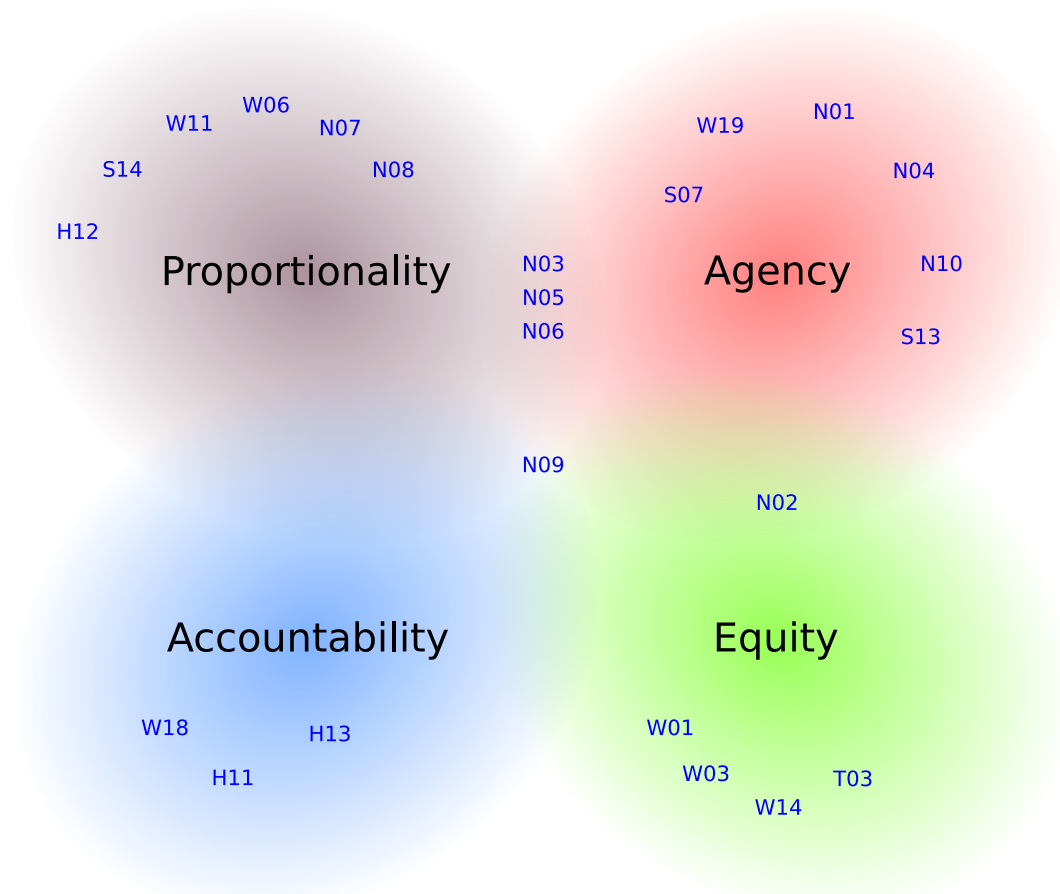 W06
W11
N07
S14
N08
H12
Proportionality
W19
N01
N04
S07
Agency
N10
S13
N03
N05
N06
N09
N02
Accountability
W18
H13
H11
Equity
W01
W03
T03
W14